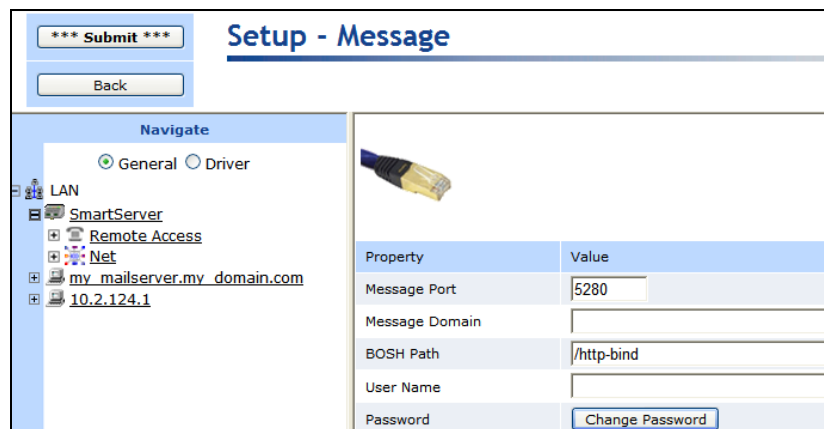 *** Submit ***
Setup - Message
Back
Navigate
General Driver
LAN
SmartServer
Remote Access
Net
my_mailserver.my_domain.com
10.2.124.1
Property Value
Message Port 5280
Message Domain
BOSH Path /http-bind
User Name
Password Change Password